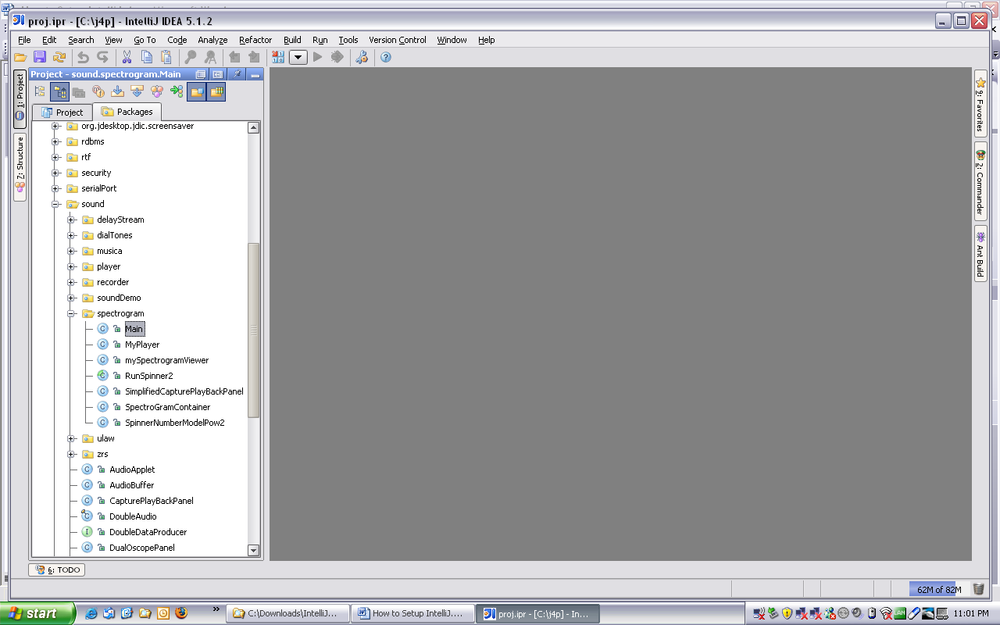 proj.ipr - [C:\j4p] - IntelliJ IDEA 5.1.2
File Edit Search View Go To Code Analyze Refactor Build Run Tools Version Control Window Help
Project - sound.spectrogram.Main
Project Packages
1: Project
7: Structure
org.jdesktop.jdic.screensaver
rdbms
rtf
security
serialPort
sound
delayStream
dialTones
musica
player
recorder
soundDemo
spectrogram
Main
MyPlayer
mySpectrogramViewer
RunSpinner2
SimplifiedCapturePlayBackPanel
SpectroGramContainer
SpinnerNumberModelPow2
ulaw
zrs
AudioApplet
AudioBuffer
CapturePlayBackPanel
DoubleAudio
DoubleDataProducer
DualOscopePanel
9: Favorites
2: Commander
Ant Build
6: TODO
62M of 82M
start
C:\Downloads\IntelliJ...
How to Setup IntelliJ....
proj.ipr - [C:\j4p] - In...
LAN
11:01 PM